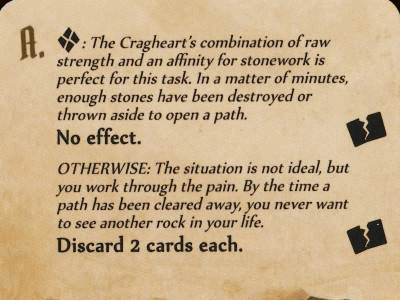 A. : The Cragheart's combination of raw
strength and an affinity for stonework is
perfect for this task. In a matter of minutes,
enough stones have been destroyed or
thrown aside to open a path.
No effect.
OTHERWISE: The situation is not ideal, but
you work through the pain. By the time a
path has been cleared away, you never want
to see another rock in your life.
Discard 2 cards each.